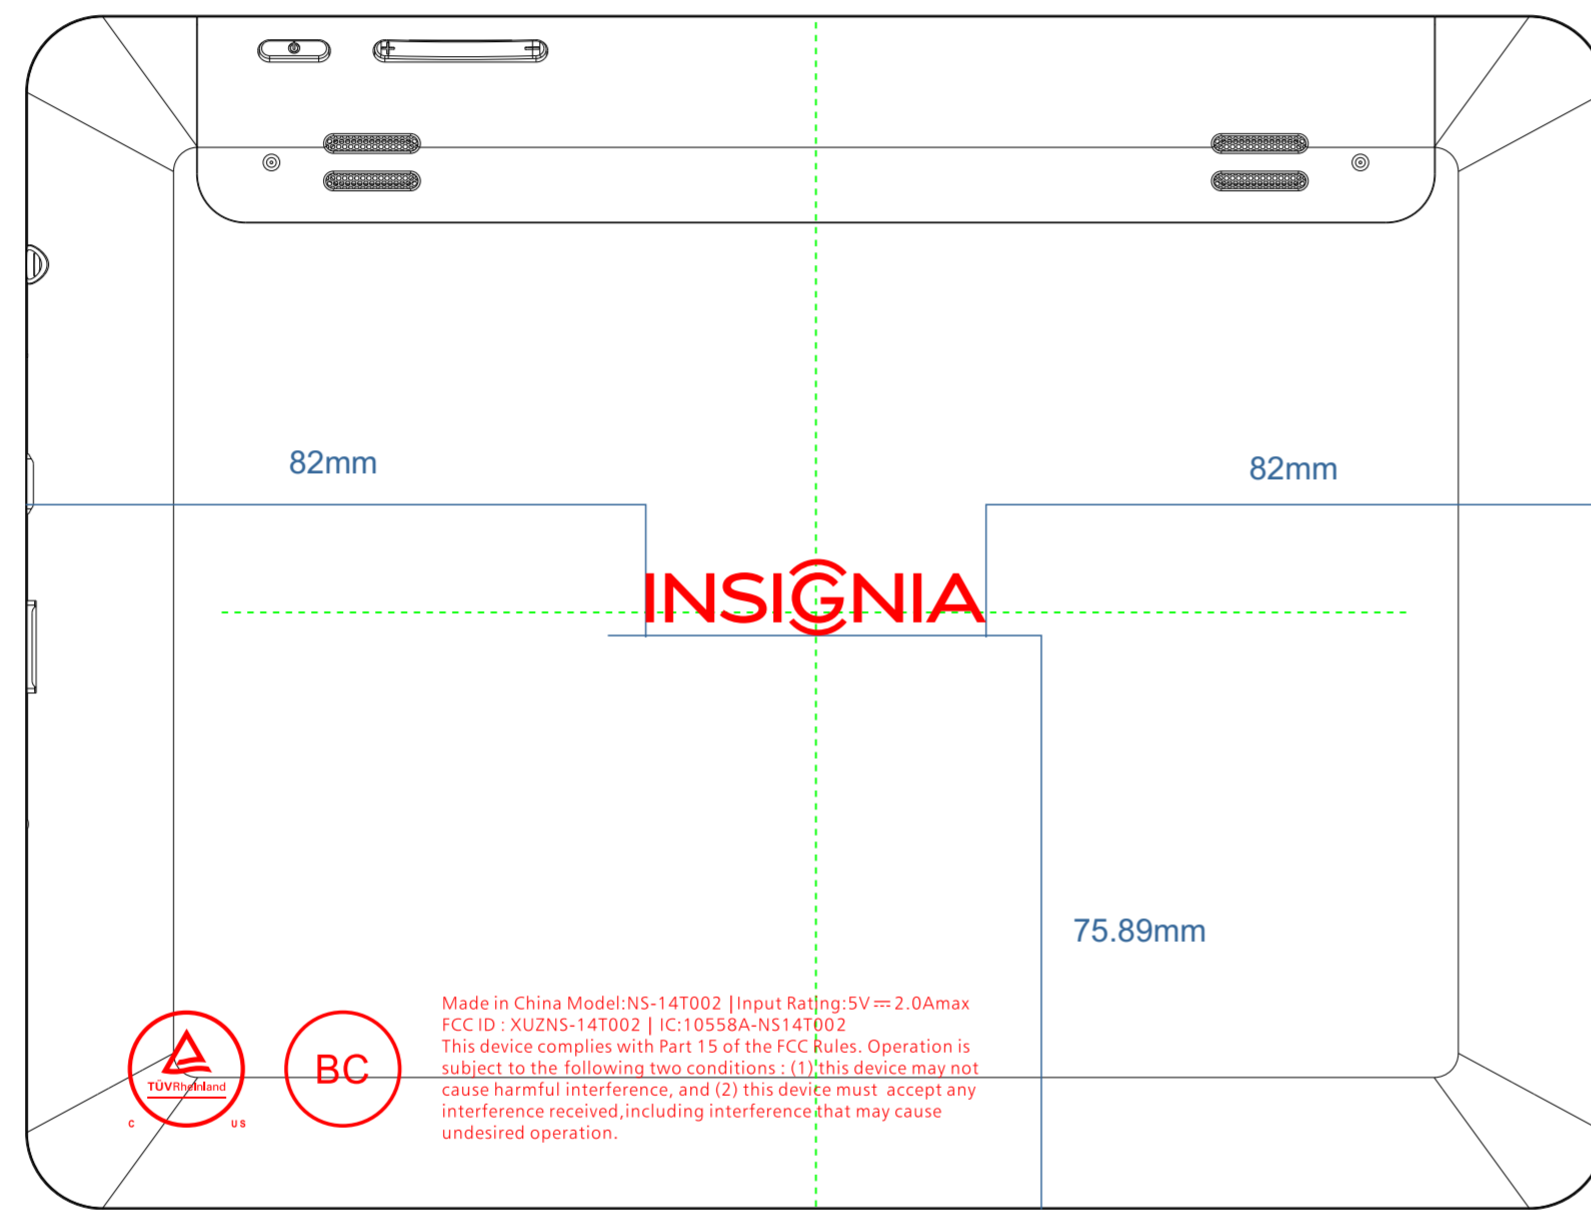 82mm
82mm
INSIGNIA
75.89mm
Made in China Model:NS-14T002 | Input Rating:5V ⎓ 2.0Amax
FCC ID : XUZNS-14T002 | IC:10558A-NS14T002
This device complies with Part 15 of the FCC Rules. Operation is
subject to the following two conditions : (1) this device may not
cause harmful interference, and (2) this device must accept any
interference received,including interference that may cause
undesired operation.
TÜVRheinland
C US
BC